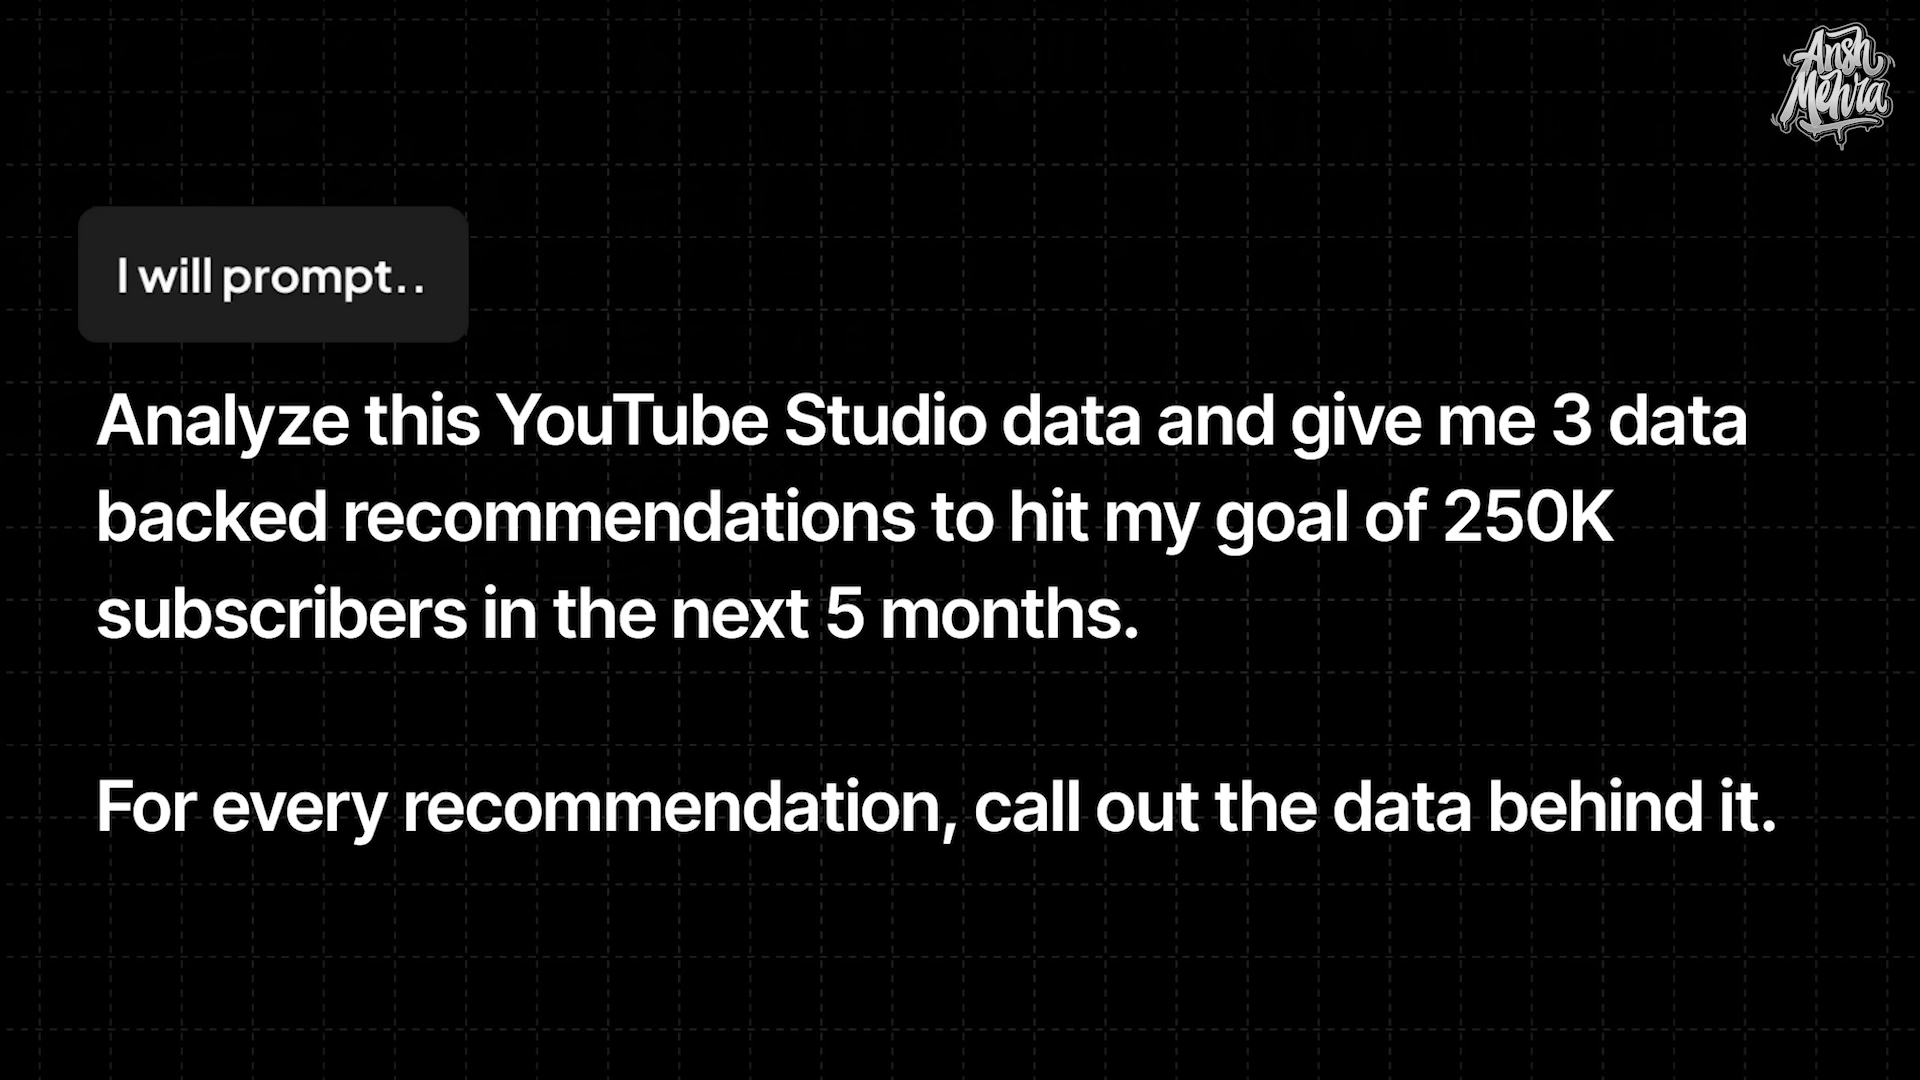 Ansh
Mehra
I will prompt..
Analyze this YouTube Studio data and give me 3 data
backed recommendations to hit my goal of 250K
subscribers in the next 5 months.
For every recommendation, call out the data behind it.